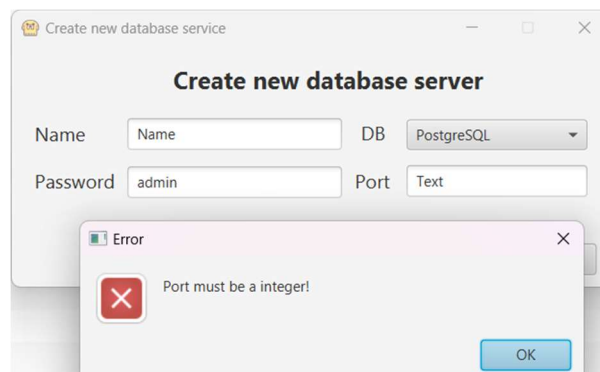 Create new database service
Create new database server
Name Name DB PostgreSQL
Password admin Port Text
Error
Port must be a integer!
OK